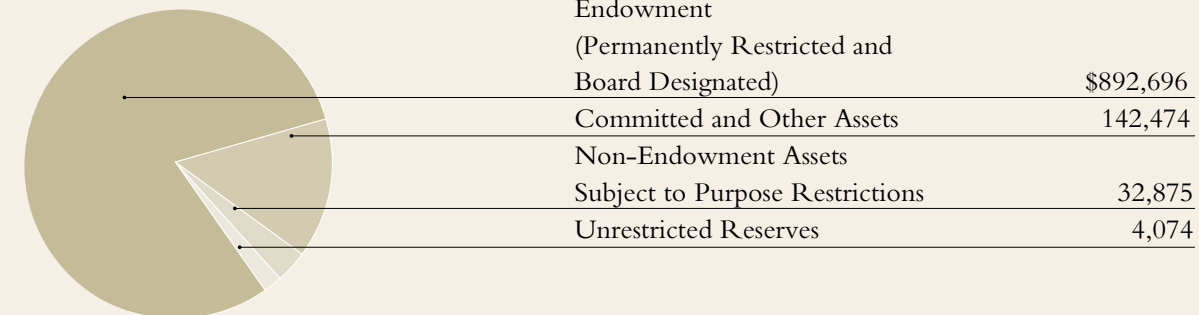 Endowment
(Permanently Restricted and
Board Designated) $892,696
Committed and Other Assets 142,474
Non-Endowment Assets
Subject to Purpose Restrictions 32,875
Unrestricted Reserves 4,074